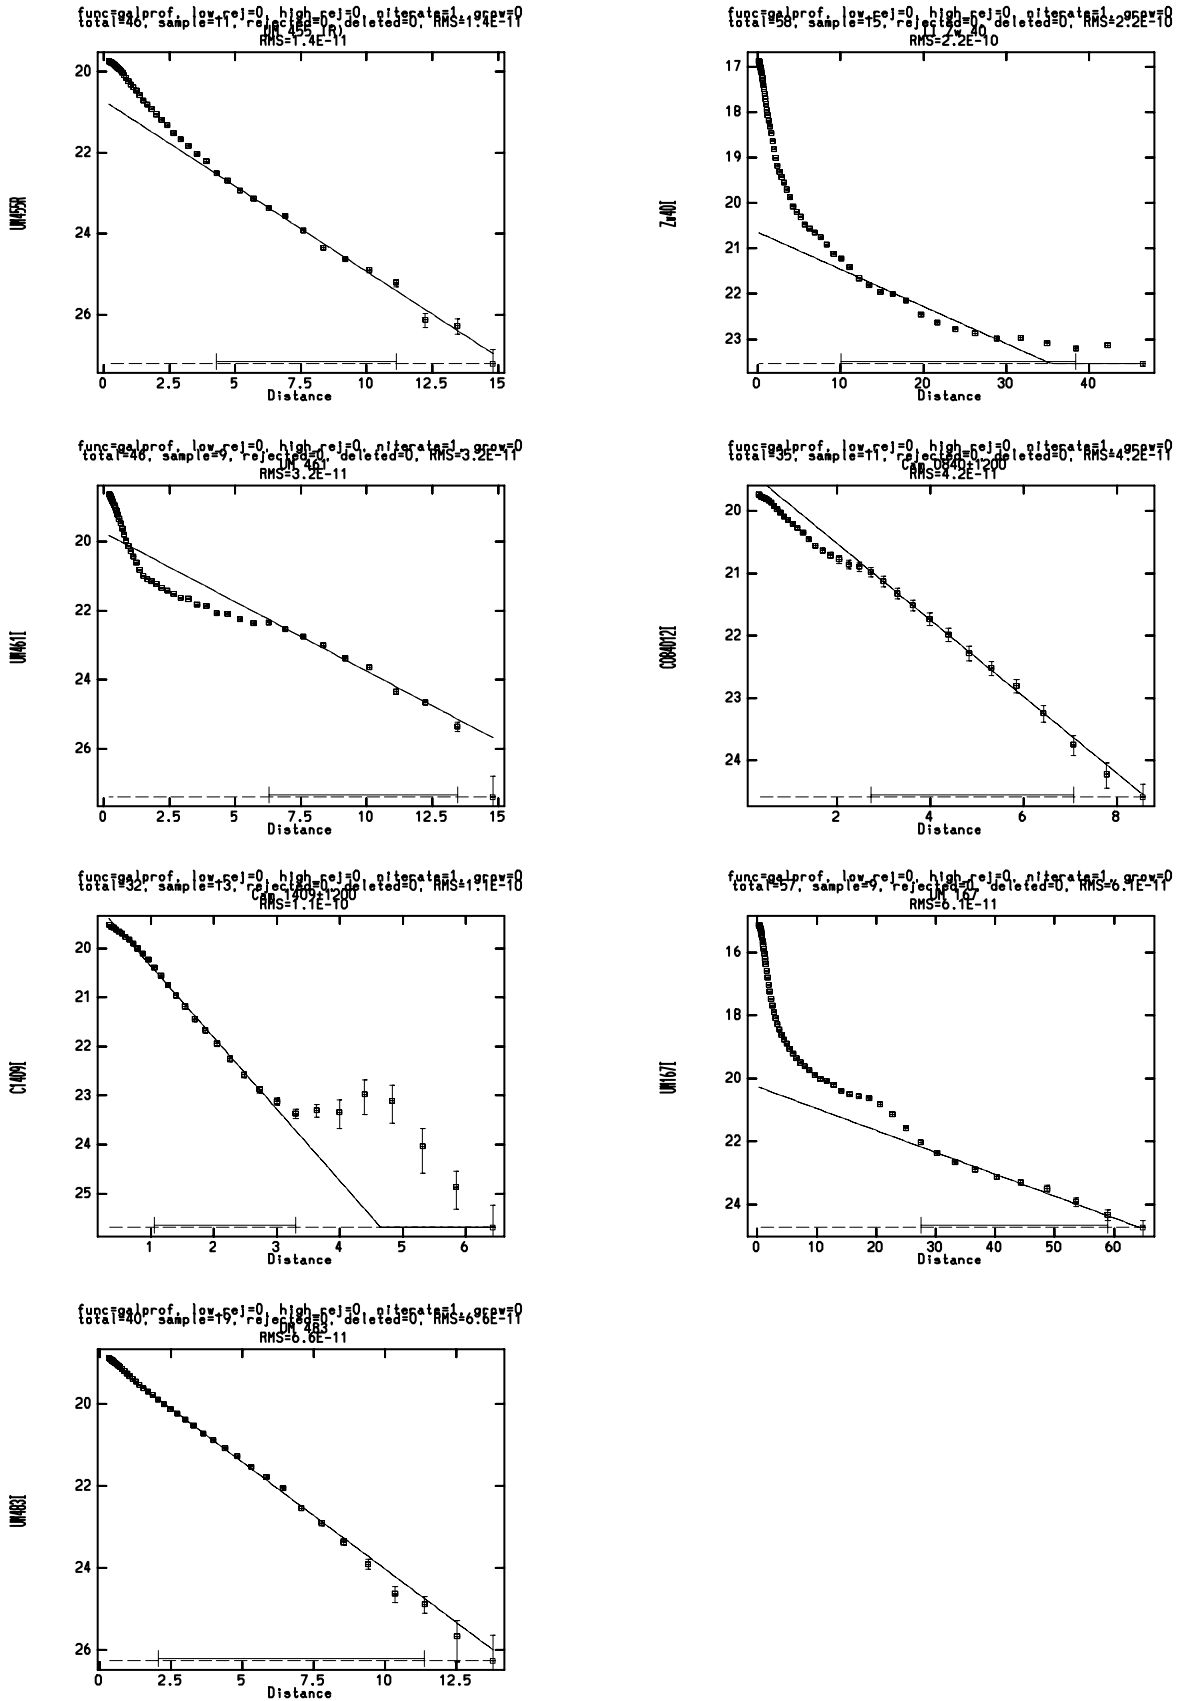 func=galprof, low_rej=0, high_rej=0, niterate=1, grow=0
total=46, sample=11, rejected=0, deleted=0, RMS=1.4E-11
UM 455 (R)
RMS=1.4E-11
20
22
24
26
UM455R
0 2.5 5 7.5 10 12.5 15
Distance
func=galprof, low_rej=0, high_rej=0, niterate=1, grow=0
total=58, sample=15, rejected=0, deleted=0, RMS=2.2E-10
II Zw 40
RMS=2.2E-10
17
18
19
20
21
22
23
Zw40I
0 10 20 30 40
Distance
func=galprof, low_rej=0, high_rej=0, niterate=1, grow=0
total=46, sample=9, rejected=0, deleted=0, RMS=3.2E-11
UM 461
RMS=3.2E-11
20
22
24
26
UM461I
0 2.5 5 7.5 10 12.5 15
Distance
func=galprof, low_rej=0, high_rej=0, niterate=1, grow=0
total=35, sample=11, rejected=0, deleted=0, RMS=4.2E-11
Cam 0840+1200
RMS=4.2E-11
20
21
22
23
24
C084012I
2 4 6 8
Distance
func=galprof, low_rej=0, high_rej=0, niterate=1, grow=0
total=32, sample=13, rejected=0, deleted=0, RMS=1.1E-10
Cam 1409+1200
RMS=1.1E-10
20
21
22
23
24
25
C1409I
1 2 3 4 5 6
Distance
func=galprof, low_rej=0, high_rej=0, niterate=1, grow=0
total=57, sample=9, rejected=0, deleted=0, RMS=6.1E-11
UM 167
RMS=6.1E-11
16
18
20
22
24
UM167I
0 10 20 30 40 50 60
Distance
func=galprof, low_rej=0, high_rej=0, niterate=1, grow=0
total=40, sample=19, rejected=0, deleted=0, RMS=6.6E-11
UM 483
RMS=6.6E-11
20
22
24
26
UM483I
0 2.5 5 7.5 10 12.5
Distance